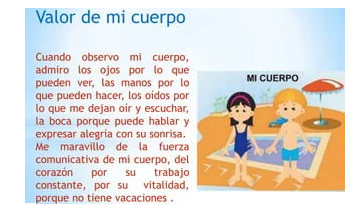 Valor de mi cuerpo
Cuando observo mi cuerpo,
admiro los ojos por lo que
pueden ver, las manos por lo
que pueden hacer, los oídos por
lo que me dejan oír y escuchar,
la boca porque puede hablar y
expresar alegría con su sonrisa.
Me maravillo de la fuerza
comunicativa de mi cuerpo, del
corazón por su trabajo
constante, por su vitalidad,
porque no tiene vacaciones .
MI CUERPO